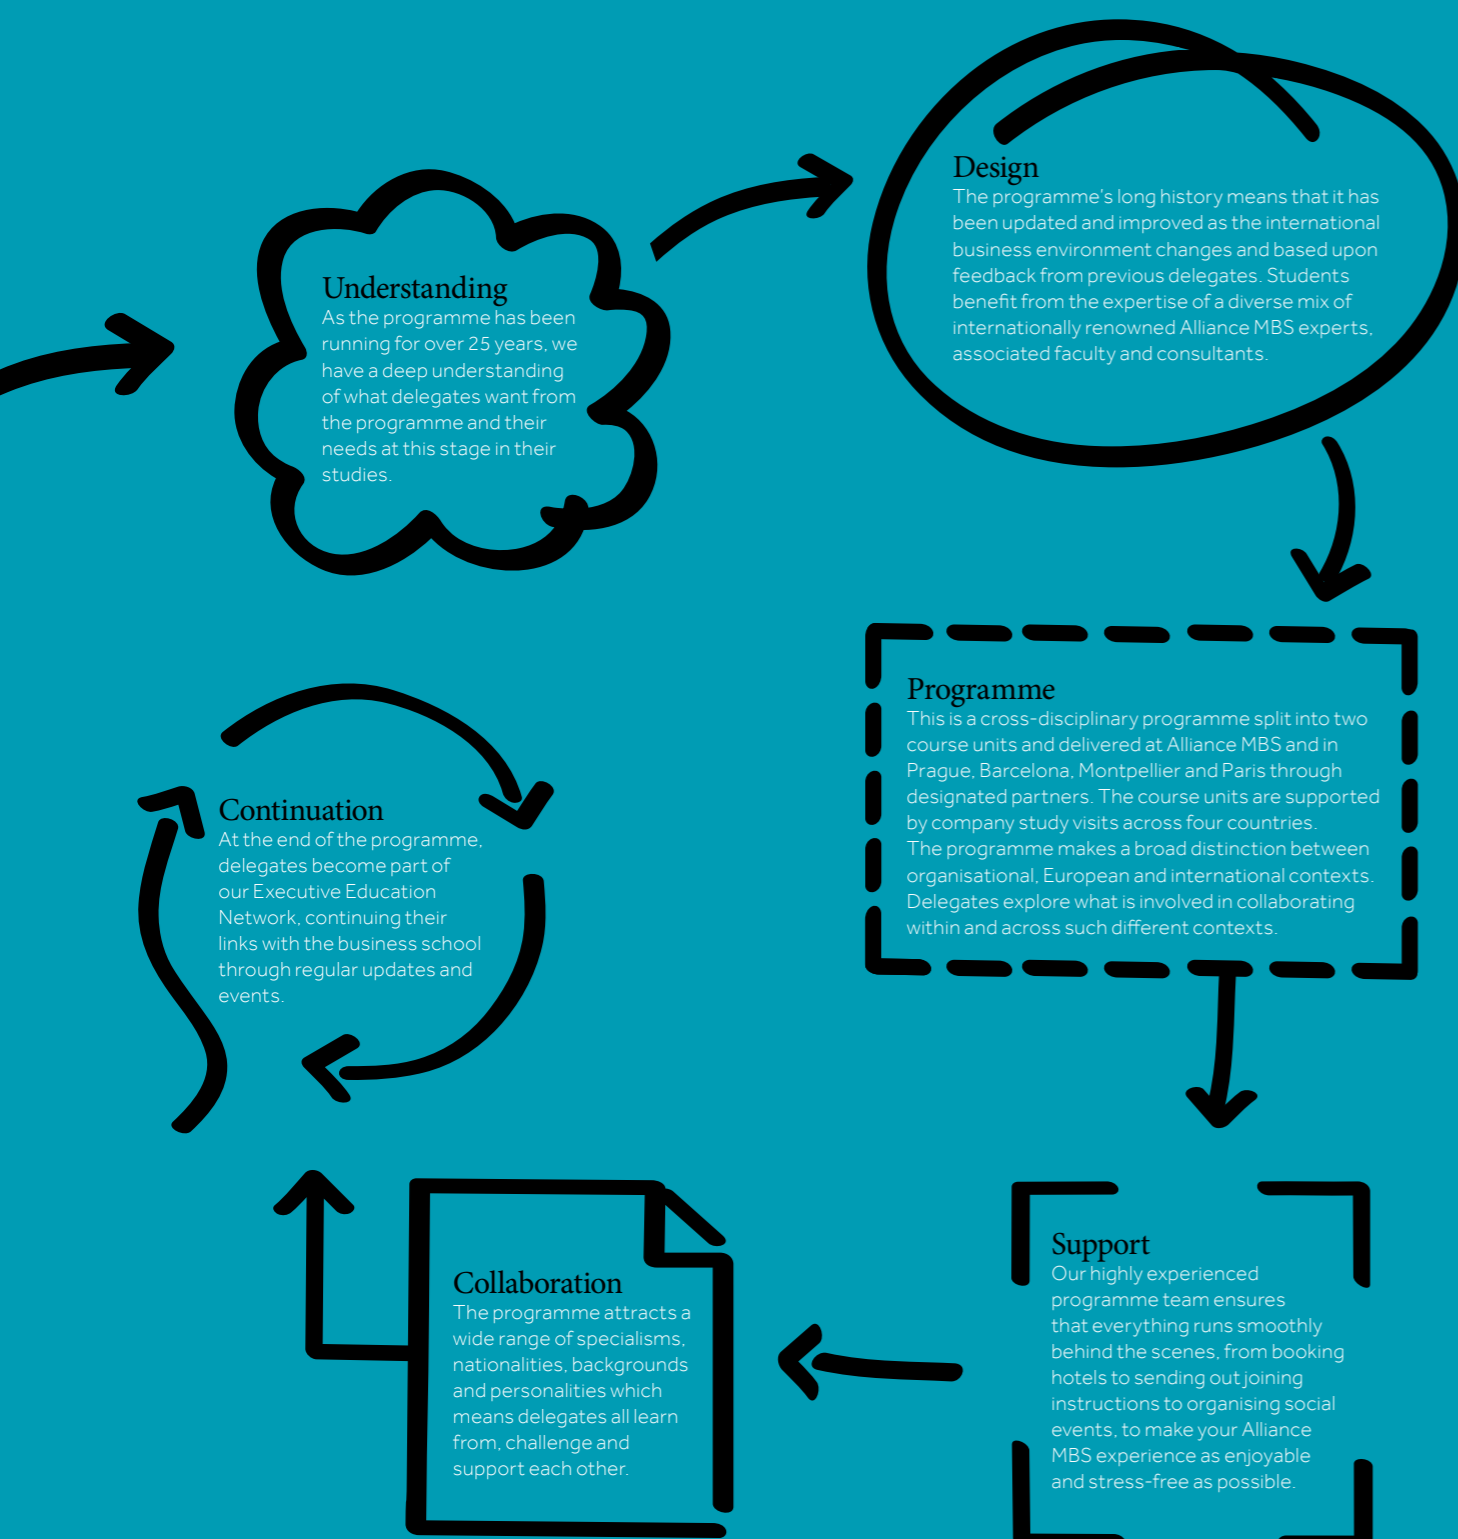 Understanding
As the programme has been
running for over 25 years, we
have a deep understanding
of what delegates want from
the programme and their
needs at this stage in their
studies.
Design
The programme's long history means that it has
been updated and improved as the international
business environment changes and based upon
feedback from previous delegates. Students
benefit from the expertise of a diverse mix of
internationally renowned Alliance MBS experts,
associated faculty and consultants.
Programme
This is a cross-disciplinary programme split into two
course units and delivered at Alliance MBS and in
Prague, Barcelona, Montpellier and Paris through
designated partners. The course units are supported
by company study visits across four countries.
The programme makes a broad distinction between
organisational, European and international contexts.
Delegates explore what is involved in collaborating
within and across such different contexts.
Support
Our highly experienced
programme team ensures
that everything runs smoothly
behind the scenes, from booking
hotels to sending out joining
instructions to organising social
events, to make your Alliance
MBS experience as enjoyable
and stress-free as possible.
Collaboration
The programme attracts a
wide range of specialisms,
nationalities, backgrounds
and personalities which
means delegates all learn
from, challenge and
support each other.
Continuation
At the end of the programme,
delegates become part of
our Executive Education
Network, continuing their
links with the business school
through regular updates and
events.